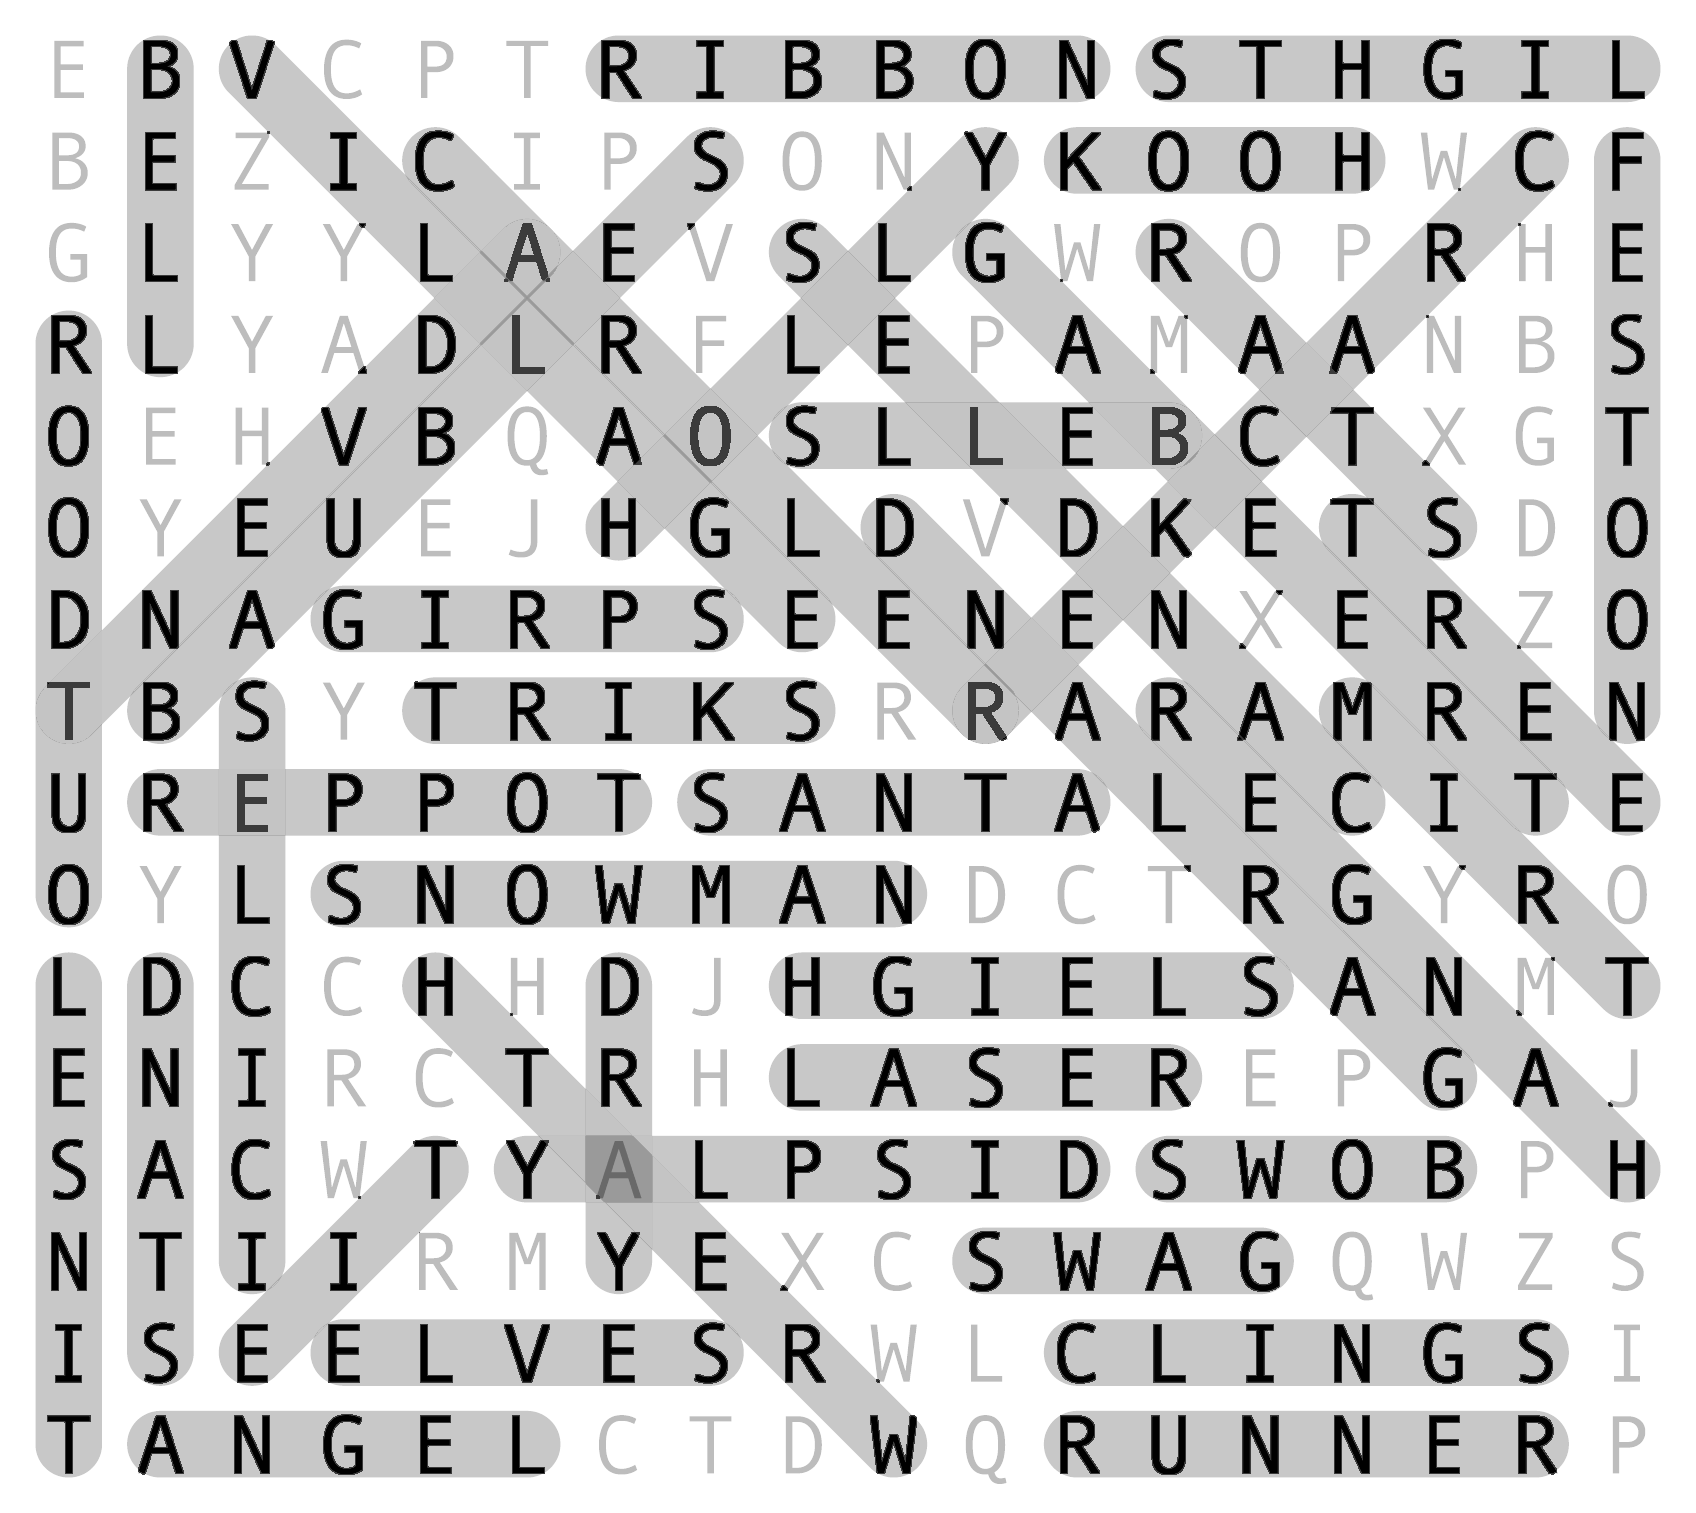 E B V C P T R I B B O N S T H G I L
B E Z I C I P S O N Y K O O H W C F
G L Y Y L A E V S L G W R O P R H E
R L Y A D L R F L E P A M A A N B S
O E H V B Q A O S L L E B C T X G T
O Y E U E J H G L D V D K E T S D O
D N A G I R P S E E N E N X E R Z O
T B S Y T R I K S R R A R A M R E N
U R E P P O T S A N T A L E C I T E
O Y L S N O W M A N D C T R G Y R O
L D C C H H D J H G I E L S A N M T
E N I R C T R H L A S E R E P G A J
S A C W T Y A L P S I D S W O B P H
N T I I R M Y E X C S W A G Q W Z S
I S E E L V E S R W L C L I N G S I
T A N G E L C T D W Q R U N N E R P